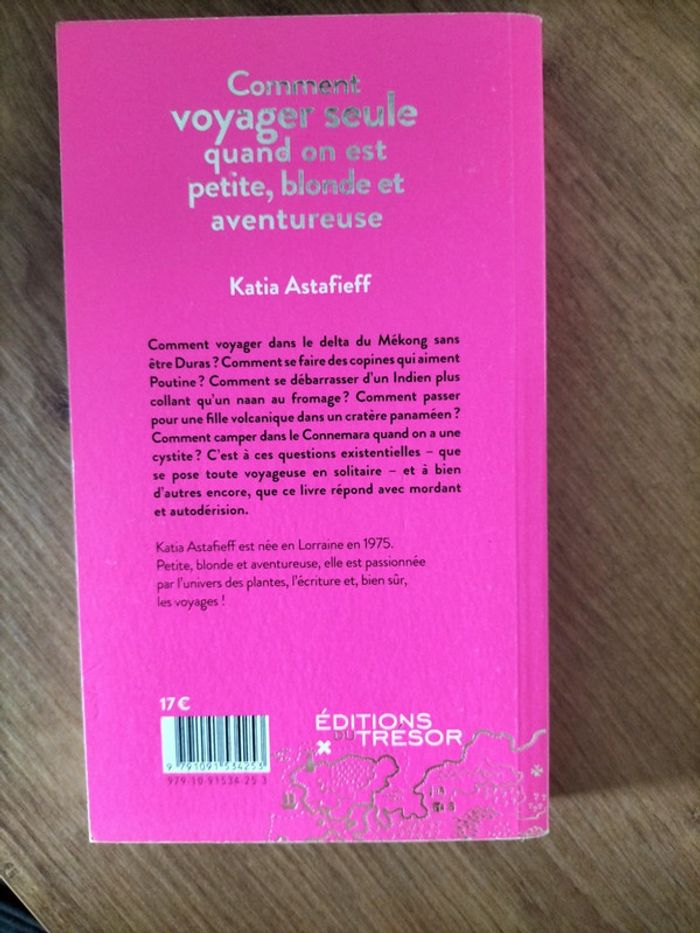 Comment
voyager seule
quand on est
petite, blonde et
aventureuse
Katia Astafieff
Comment voyager dans le delta du Mékong sans
être Duras ? Comment se faire des copines qui aiment
Poutine ? Comment se débarrasser d'un Indien plus
collant qu'un naan au fromage ? Comment passer
pour une fille volcanique dans un cratère panaméen ?
Comment camper dans le Connemara quand on a une
cystite ? C'est à ces questions existentielles – que
se pose toute voyageuse en solitaire – et à bien
d'autres encore, que ce livre répond avec mordant
et autodérision.
Katia Astafieff est née en Lorraine en 1975.
Petite, blonde et aventureuse, elle est passionnée
par l'univers des plantes, l'écriture et, bien sûr,
les voyages !
17 €
ÉDITIONS
DU TRÉSOR
9 791091 534253
979-10-91534-25-3